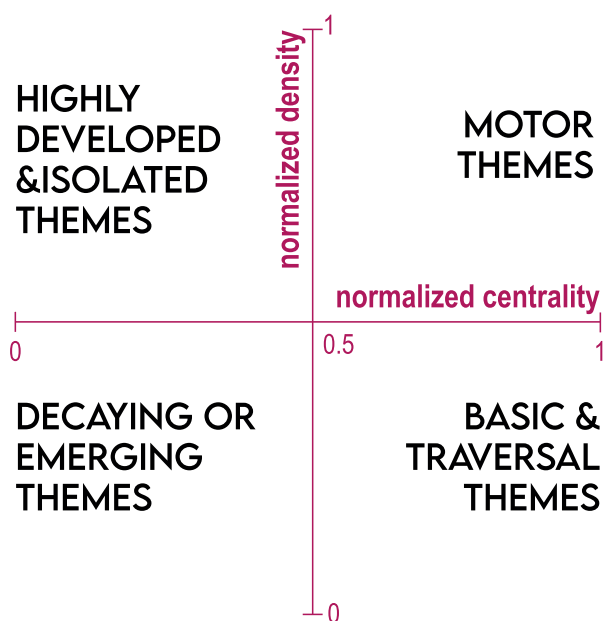 1
normalized density
HIGHLY
DEVELOPED
&ISOLATED
THEMES
MOTOR
THEMES
normalized centrality
0
0.5
1
DECAYING OR
EMERGING
THEMES
BASIC &
TRAVERSAL
THEMES
0